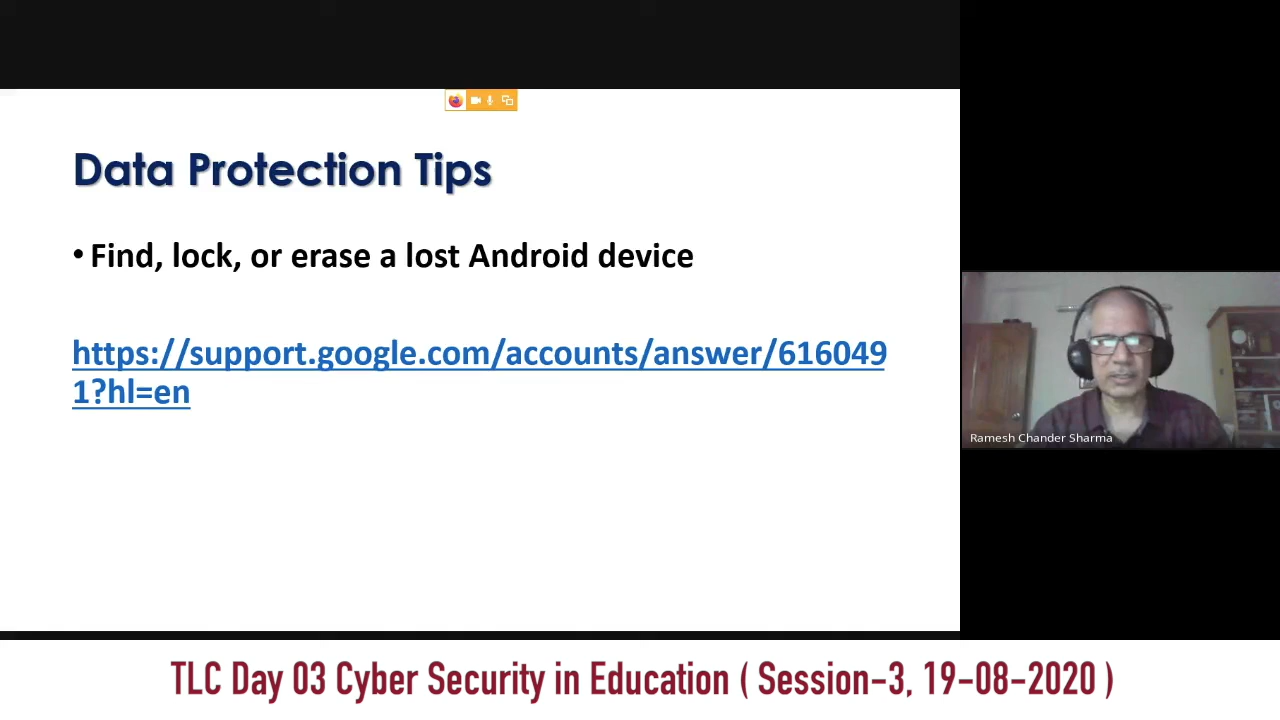 Data Protection Tips
• Find, lock, or erase a lost Android device
https://support.google.com/accounts/answer/616049
1?hl=en
Ramesh Chander Sharma
TLC Day 03 Cyber Security in Education ( Session-3, 19-08-2020 )